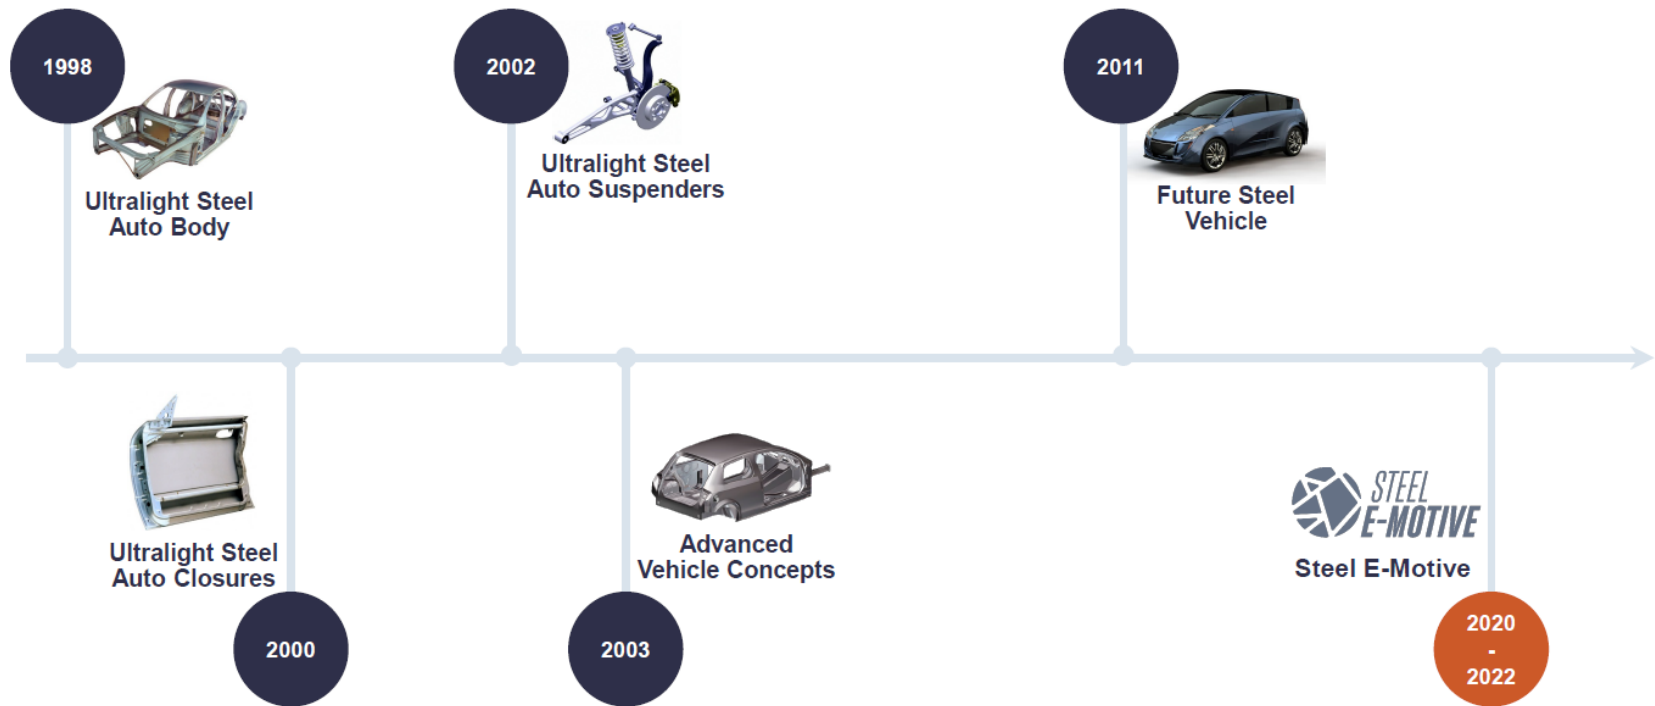 1998
Ultralight Steel
Auto Body
2002
Ultralight Steel
Auto Suspenders
2011
Future Steel
Vehicle
Ultralight Steel
Auto Closures
2000
Advanced
Vehicle Concepts
2003
STEEL
E-MOTIVE
Steel E-Motive
2020
-
2022